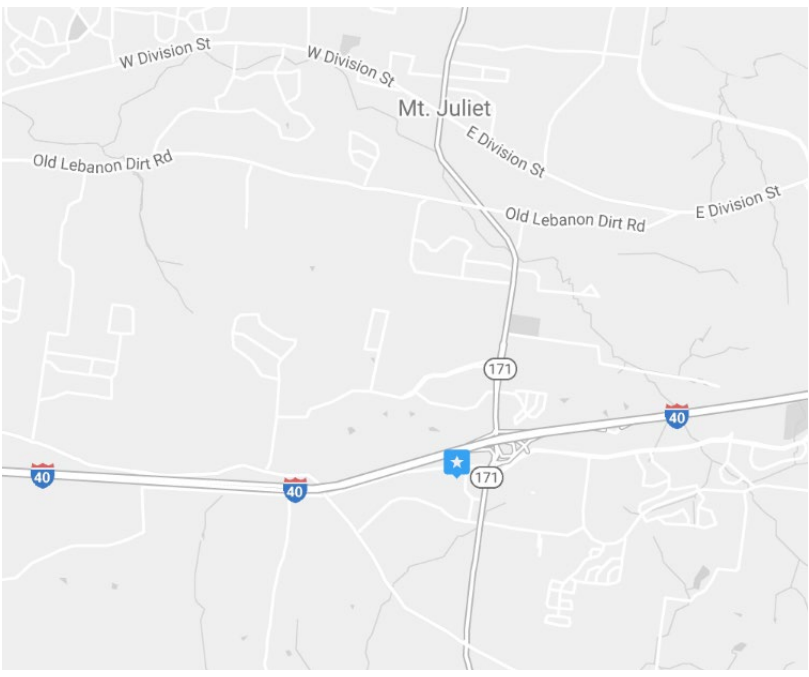 W Division St
W Division St
Mt. Juliet
E Division St
Old Lebanon Dirt Rd
E Division St
Old Lebanon Dirt Rd
171
40
171
40
40